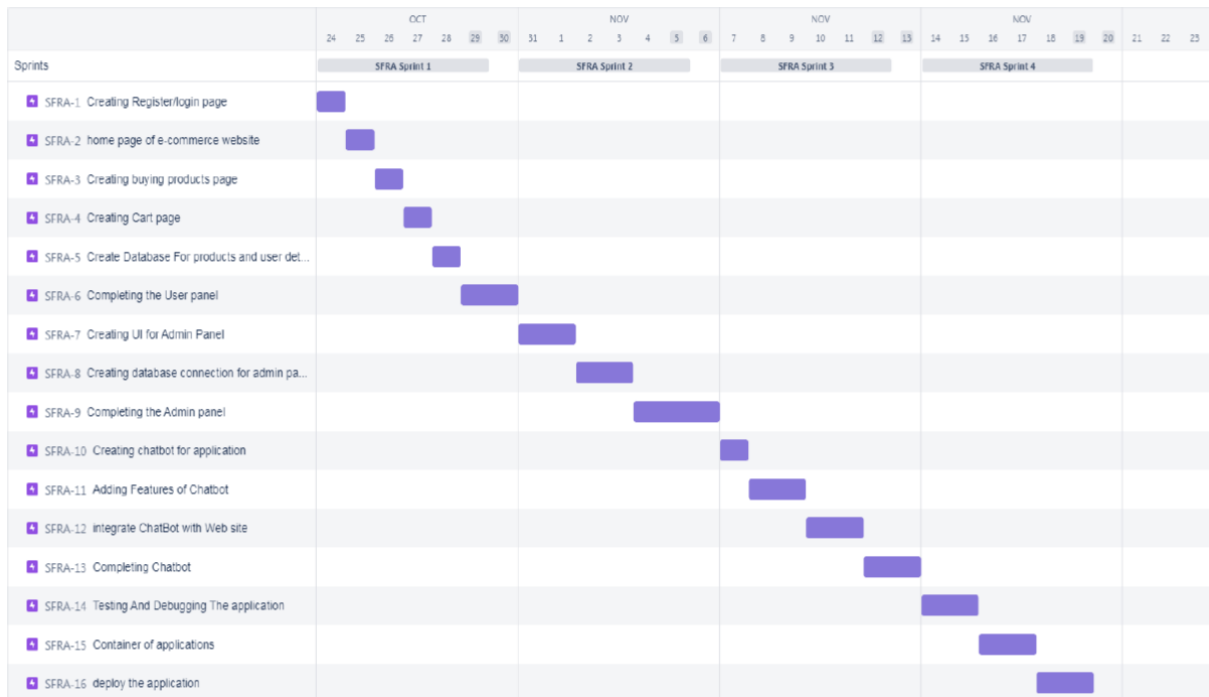 OCT NOV NOV NOV
24 25 26 27 28 29 30 31 1 2 3 4 5 6 7 8 9 10 11 12 13 14 15 16 17 18 19 20 21 22 23
Sprints SFRA Sprint 1 SFRA Sprint 2 SFRA Sprint 3 SFRA Sprint 4
SFRA-1 Creating Register/login page
SFRA-2 home page of e-commerce website
SFRA-3 Creating buying products page
SFRA-4 Creating Cart page
SFRA-5 Create Database For products and user det...
SFRA-6 Completing the User panel
SFRA-7 Creating UI for Admin Panel
SFRA-8 Creating database connection for admin pa...
SFRA-9 Completing the Admin panel
SFRA-10 Creating chatbot for application
SFRA-11 Adding Features of Chatbot
SFRA-12 integrate ChatBot with Web site
SFRA-13 Completing Chatbot
SFRA-14 Testing And Debugging The application
SFRA-15 Container of applications
SFRA-16 deploy the application